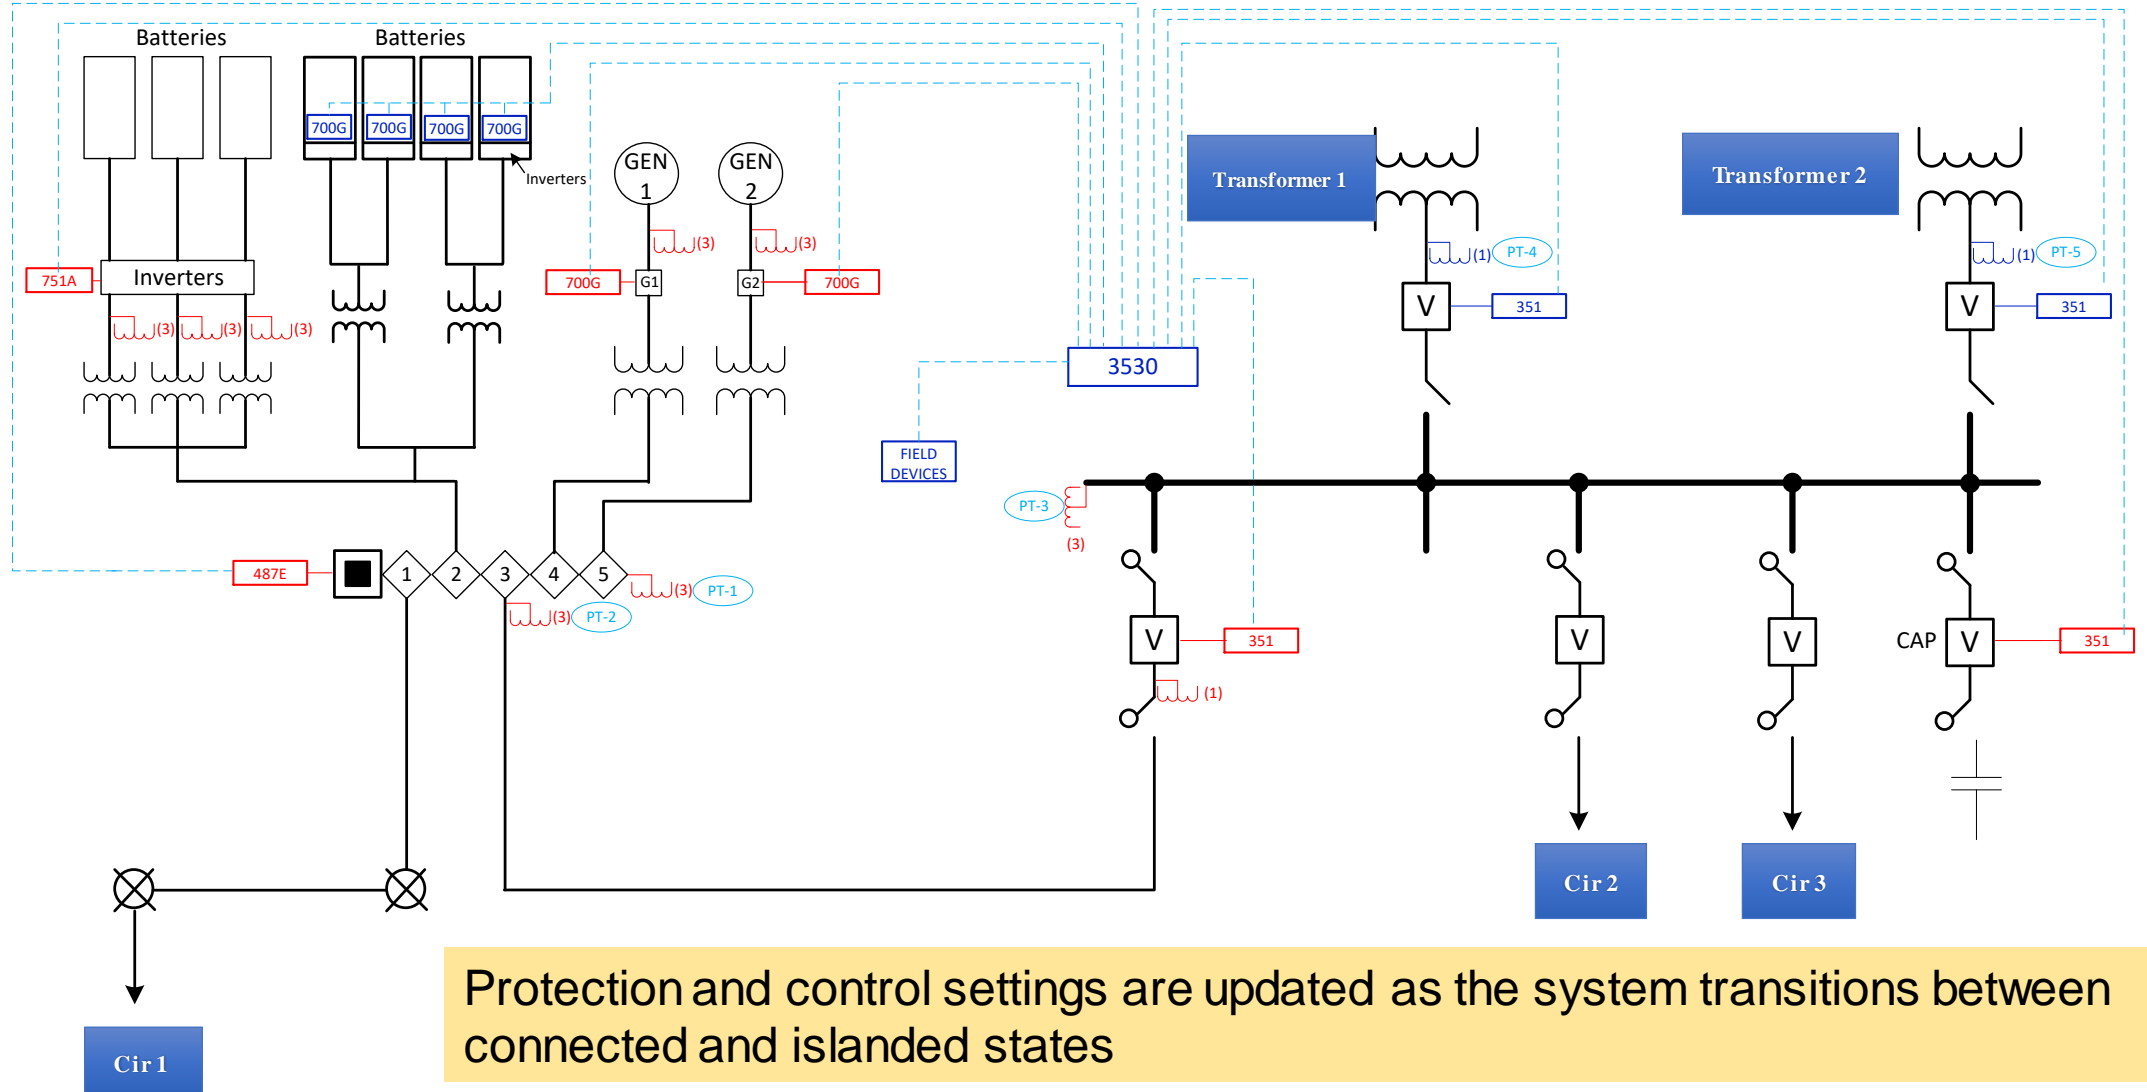 Batteries
Batteries
700G
700G
700G
700G
Inverters
GEN
1
GEN
2
Transformer 1
Transformer 2
(3)
(3)
(1)
PT-4
(1)
PT-5
751A
Inverters
700G
G1
G2
700G
V
351
V
351
(3)
(3)
(3)
3530
FIELD
DEVICES
PT-3
(3)
487E
1
2
3
4
5
(3)
PT-1
(3)
PT-2
V
351
V
V
CAP
V
351
(1)
Cir 2
Cir 3
Protection and control settings are updated as the system transitions between
connected and islanded states
Cir 1